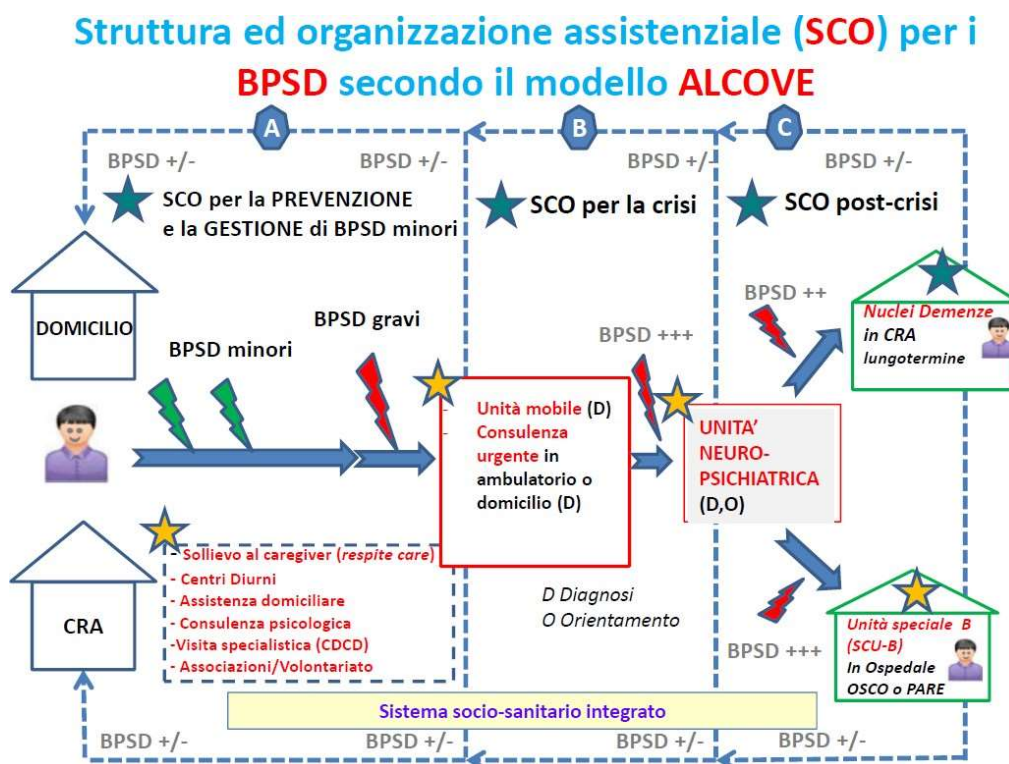 Struttura ed organizzazione assistenziale (SCO) per i
BPSD secondo il modello ALCOVE
A
B
C
BPSD +/-
BPSD +/-
BPSD +/-
BPSD +/-
SCO per la PREVENZIONE
e la GESTIONE di BPSD minori
SCO per la crisi
SCO post-crisi
DOMICILIO
BPSD minori
BPSD gravi
BPSD +++
BPSD ++
Nuclei Demenze
in CRA
lungotermine
- Unità mobile (D)
- Consulenza
urgente in
ambulatorio o
domicilio (D)
UNITA’
NEURO-
PSICHIATRICA
(D,O)
CRA
- Sollievo al caregiver (respite care)
- Centri Diurni
- Assistenza domiciliare
- Consulenza psicologica
-Visita specialistica (CDCD)
- Associazioni/Volontariato
D Diagnosi
O Orientamento
BPSD +++
Unità speciale B
(SCU-B)
In Ospedale
OSCO o PARE
Sistema socio-sanitario integrato
BPSD +/-
BPSD +/-
BPSD +/-
BPSD +/-